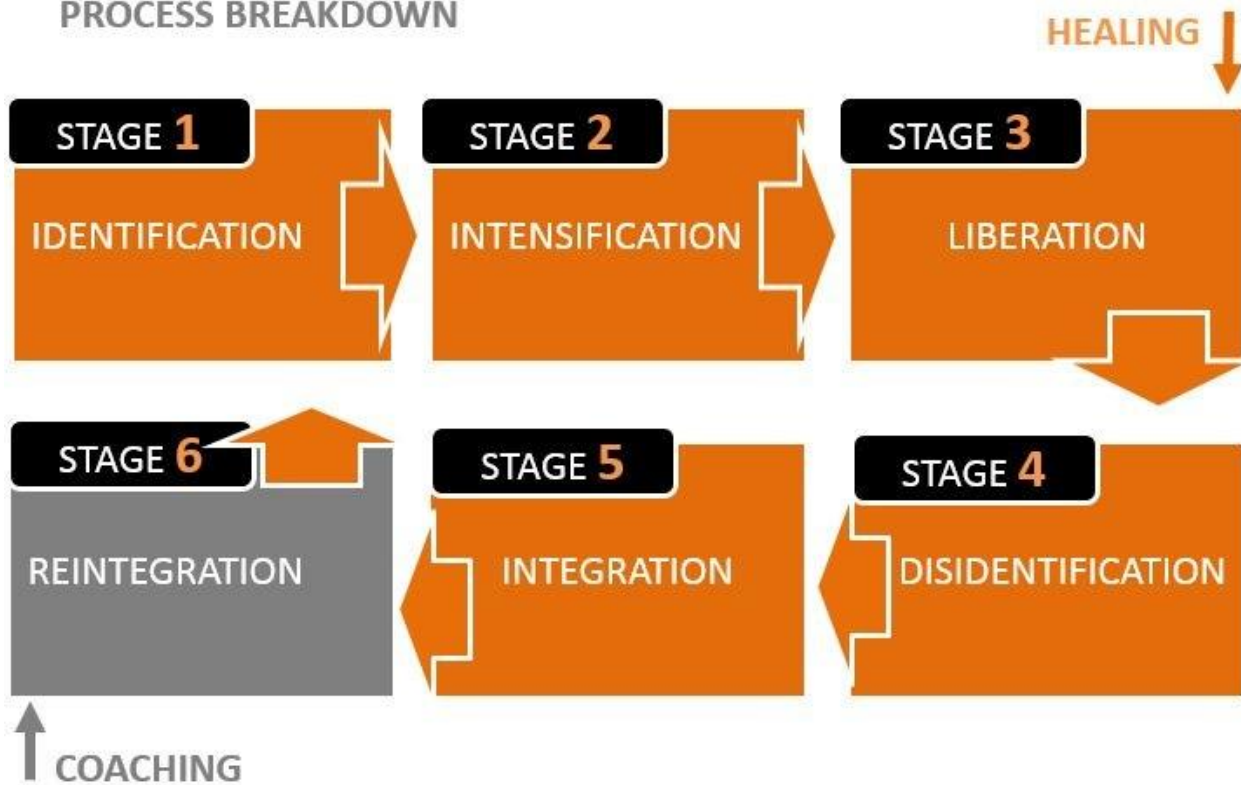 PROCESS BREAKDOWN
HEALING
STAGE 1
IDENTIFICATION
STAGE 2
INTENSIFICATION
STAGE 3
LIBERATION
STAGE 4
DISIDENTIFICATION
STAGE 5
INTEGRATION
STAGE 6
REINTEGRATION
COACHING